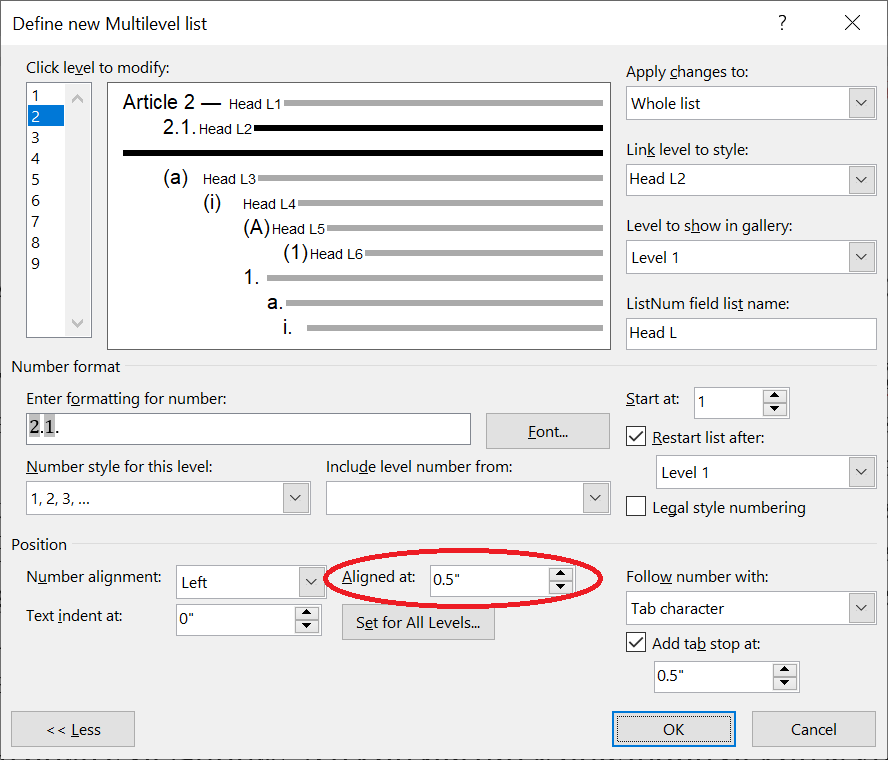 Define new Multilevel list
?
Click level to modify:
1
2
3
4
5
6
7
8
9
Article 2 — Head L1
2.1. Head L2
(a) Head L3
(i) Head L4
(A) Head L5
(1) Head L6
1.
a.
i.
Apply changes to:
Whole list
Link level to style:
Head L2
Level to show in gallery:
Level 1
ListNum field list name:
Head L
Number format
Enter formatting for number:
2.1.
Font...
Number style for this level:
1, 2, 3, ...
Include level number from:
Start at: 1
Restart list after:
Level 1
Legal style numbering
Position
Number alignment: Left
Aligned at: 0.5"
Text indent at: 0"
Set for All Levels...
Follow number with:
Tab character
Add tab stop at:
0.5"
<< Less
OK
Cancel